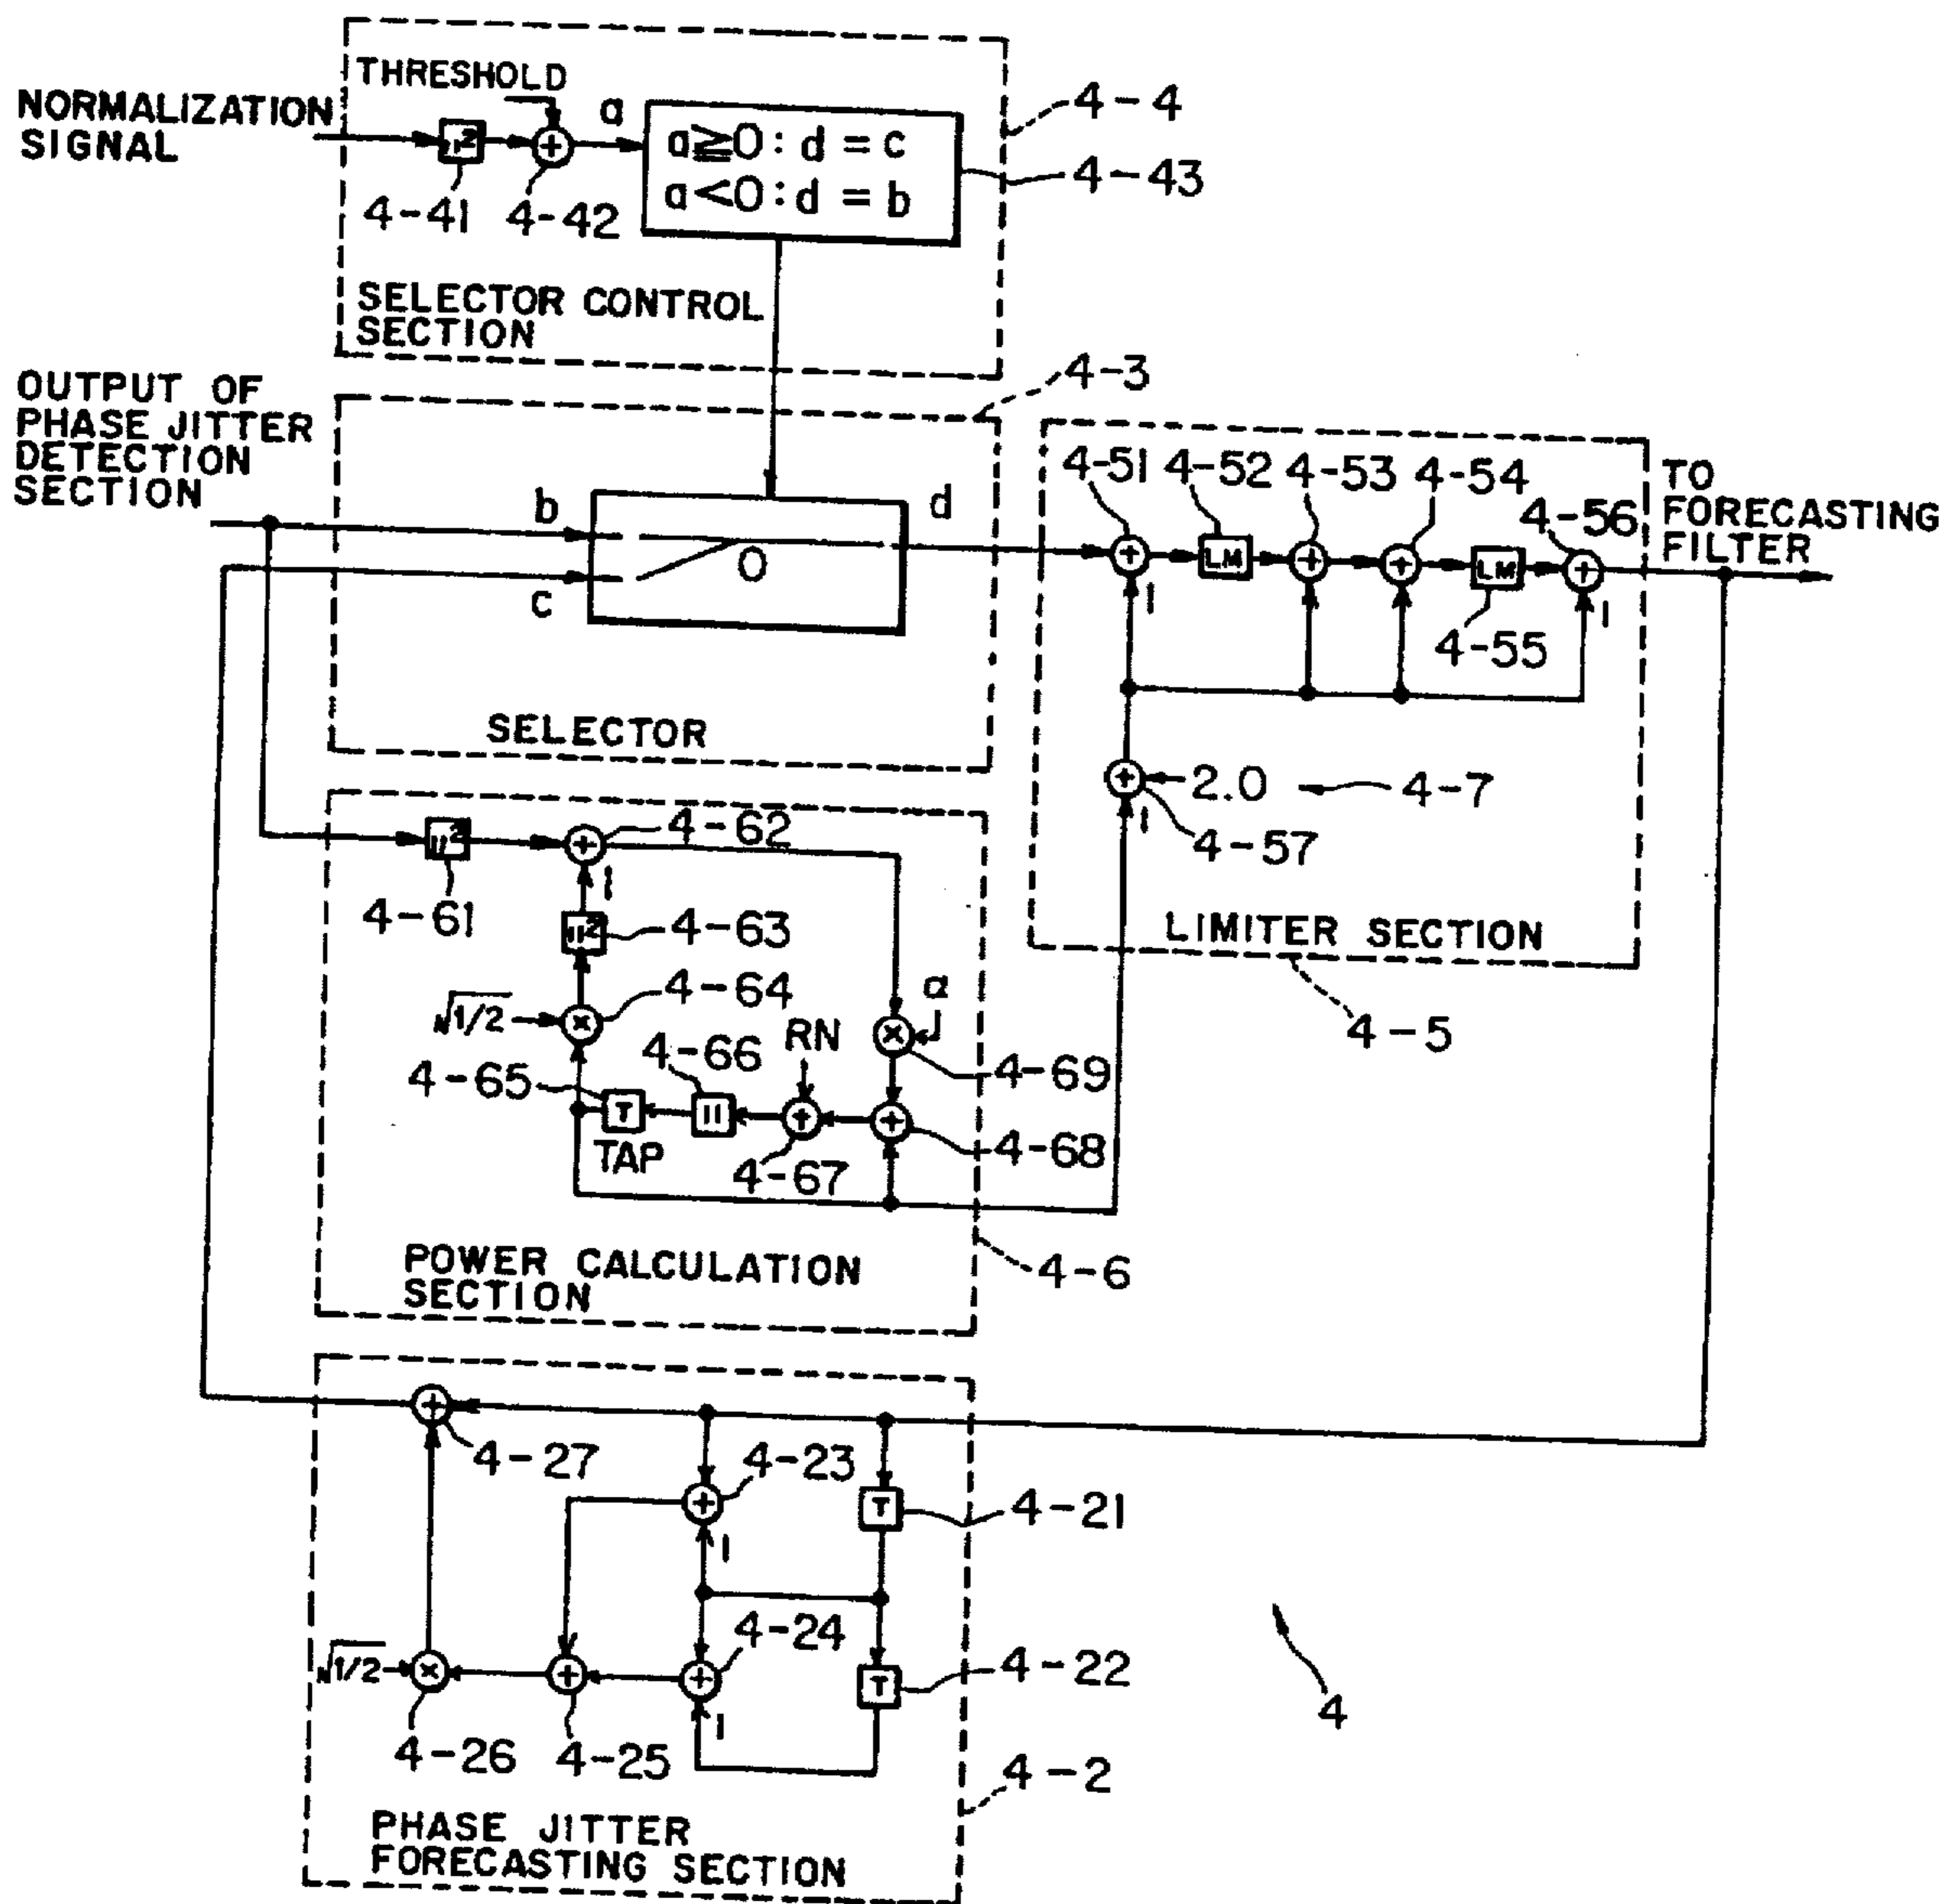 THRESHOLD
NORMALIZATION
SIGNAL
a
a≧0:d=c
a<0:d=b
4-4
4-43
4-41
4-42
SELECTOR CONTROL
SECTION
OUTPUT OF
PHASE JITTER
DETECTION
SECTION
4-3
b
c
d
0
SELECTOR
4-51
4-52
4-53
4-54
4-56
LM
LM
1
1
4-55
TO
FORECASTING
FILTER
2.0
4-7
1
4-57
LIMITER SECTION
4-5
4-62
4-61
1
4-63
4-64
√1/2
α
RN
4-66
4-69
4-65
T
TAP
4-67
4-68
POWER CALCULATION
SECTION
4-6
4-27
4-23
T
4-21
1
4-24
√1/2
T
4-22
1
4-26
4-25
4-2
4
PHASE JITTER
FORECASTING SECTION